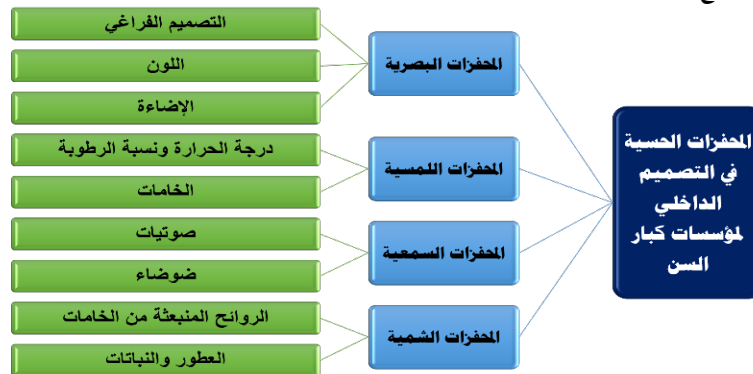 المحفزات الحسية
في التصميم
الداخلي
لمؤسسات كبار
السن
المحفزات البصرية
التصميم الفراغي
اللون
الإضاءة
المحفزات اللمسية
درجة الحرارة ونسبة الرطوبة
الخامات
المحفزات السمعية
صوتيات
ضوضاء
المحفزات الشمية
الروائح المنبعثة من الخامات
العطور والنباتات